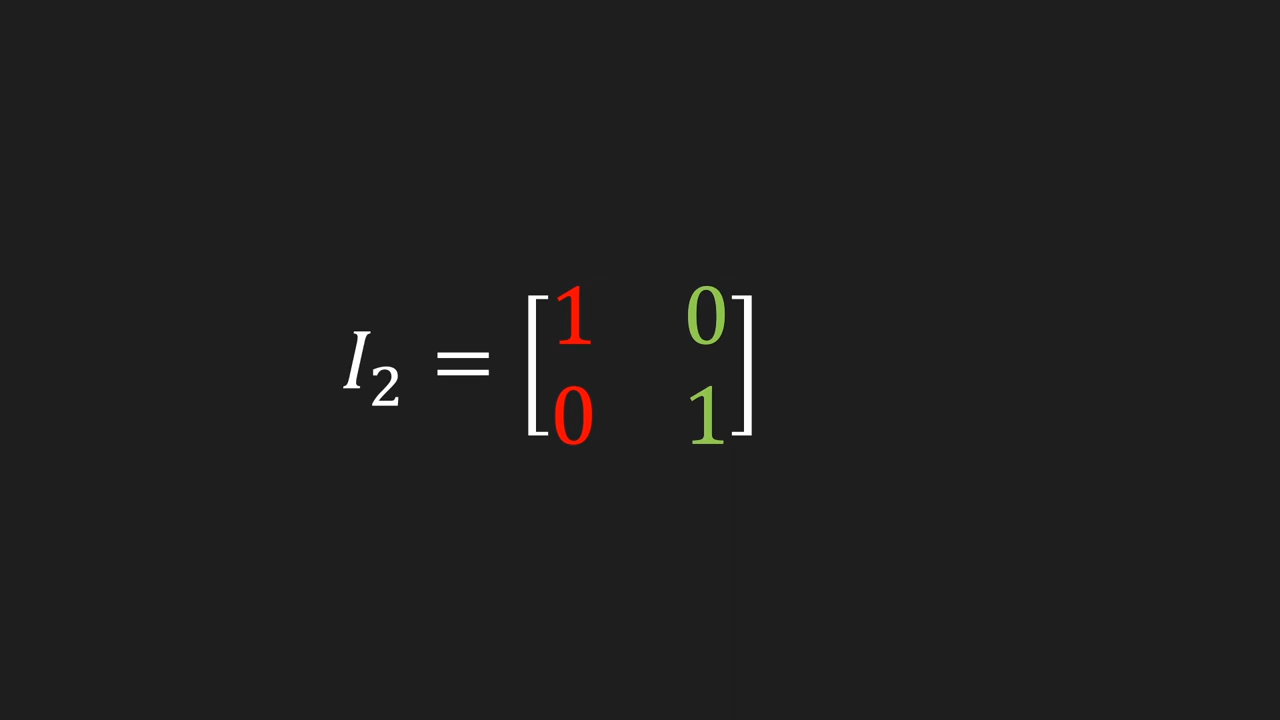 I₂ = [1 0
0 1]